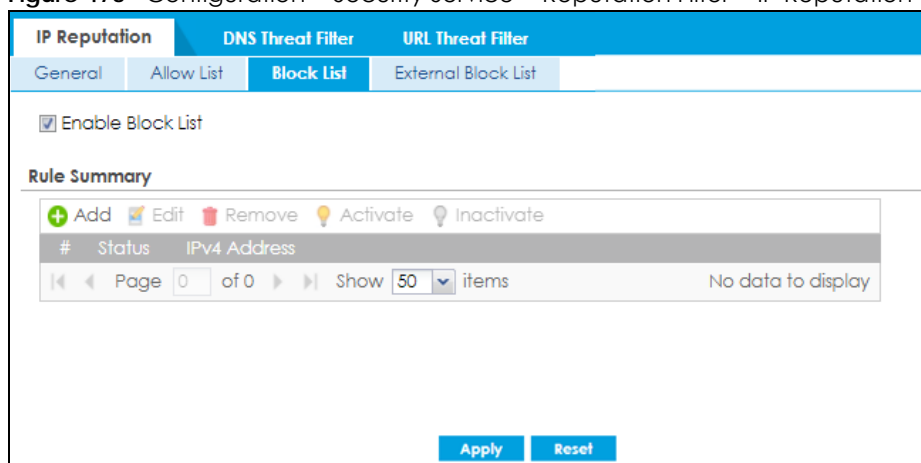 IP Reputation DNS Threat Filter URL Threat Filter
General Allow List Block List External Block List
Enable Block List
Rule Summary
Add Edit Remove Activate Inactivate
# Status IPv4 Address
Page 0 of 0 Show 50 items No data to display
Apply Reset